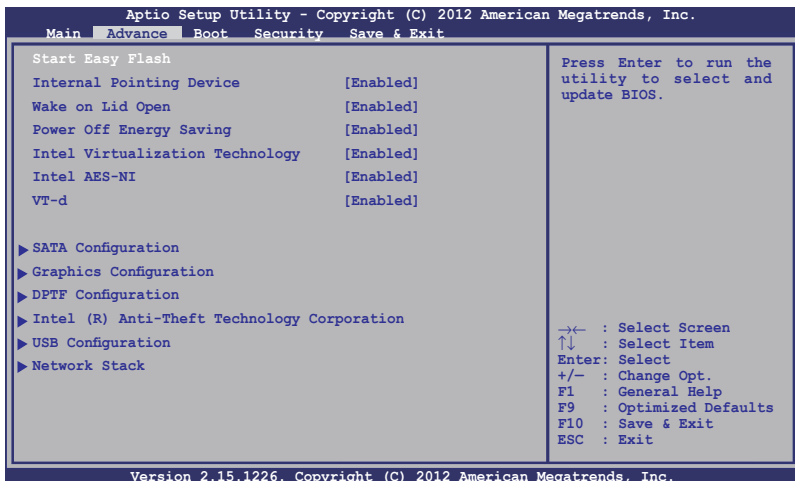 Aptio Setup Utility - Copyright (C) 2012 American Megatrends, Inc.
Main Advance Boot Security Save & Exit
Start Easy Flash
Internal Pointing Device [Enabled]
Wake on Lid Open [Enabled]
Power Off Energy Saving [Enabled]
Intel Virtualization Technology [Enabled]
Intel AES-NI [Enabled]
VT-d [Enabled]
SATA Configuration
Graphics Configuration
DPTF Configuration
Intel (R) Anti-Theft Technology Corporation
USB Configuration
Network Stack
Press Enter to run the
utility to select and
update BIOS.
→← : Select Screen
↑↓ : Select Item
Enter: Select
+/— : Change Opt.
F1 : General Help
F9 : Optimized Defaults
F10 : Save & Exit
ESC : Exit
Version 2.15.1226. Copyright (C) 2012 American Megatrends, Inc.